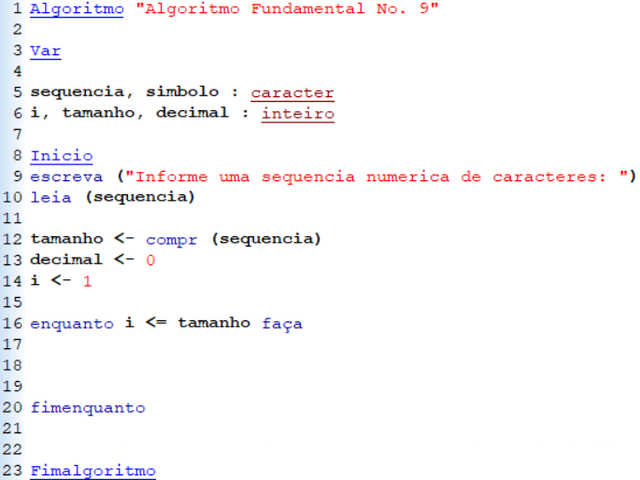 1 Algoritmo "Algoritmo Fundamental No. 9"
2
3 Var
4
5 sequencia, simbolo : caracter
6 i, tamanho, decimal : inteiro
7
8 Inicio
9 escreva ("Informe uma sequencia numerica de caracteres: ")
10 leia (sequencia)
11
12 tamanho <- compr (sequencia)
13 decimal <- 0
14 i <- 1
15
16 enquanto i <= tamanho faça
17
18
19
20 fimenquanto
21
22
23 Fimalgoritmo